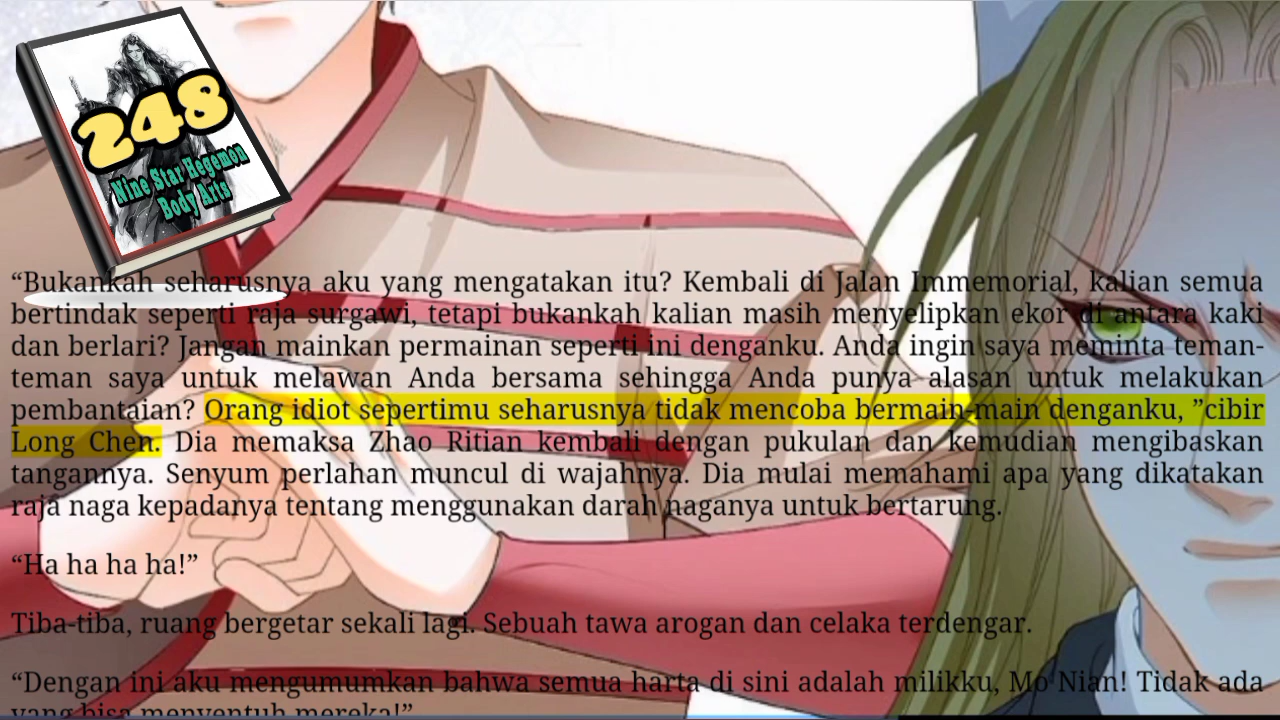 248
Nine Star Hegemon
Body Arts
“Bukankah seharusnya aku yang mengatakan itu? Kembali di Jalan Immemorial, kalian semua
bertindak seperti raja surgawi, tetapi bukankah kalian masih menyelipkan ekor di antara kaki
dan berlari? Jangan mainkan permainan seperti ini denganku. Anda ingin saya meminta teman-
teman saya untuk melawan Anda bersama sehingga Anda punya alasan untuk melakukan
pembantaian? Orang idiot sepertimu seharusnya tidak mencoba bermain-main denganku, ”cibir
Long Chen. Dia memaksa Zhao Ritian kembali dengan pukulan dan kemudian mengibaskan
tangannya. Senyum perlahan muncul di wajahnya. Dia mulai memahami apa yang dikatakan
raja naga kepadanya tentang menggunakan darah naganya untuk bertarung.
“Ha ha ha ha!”
Tiba-tiba, ruang bergetar sekali lagi. Sebuah tawa arogan dan celaka terdengar.
“Dengan ini aku mengumumkan bahwa semua harta di sini adalah milikku, Mo Nian! Tidak ada
yang bisa menyentuh mereka!”